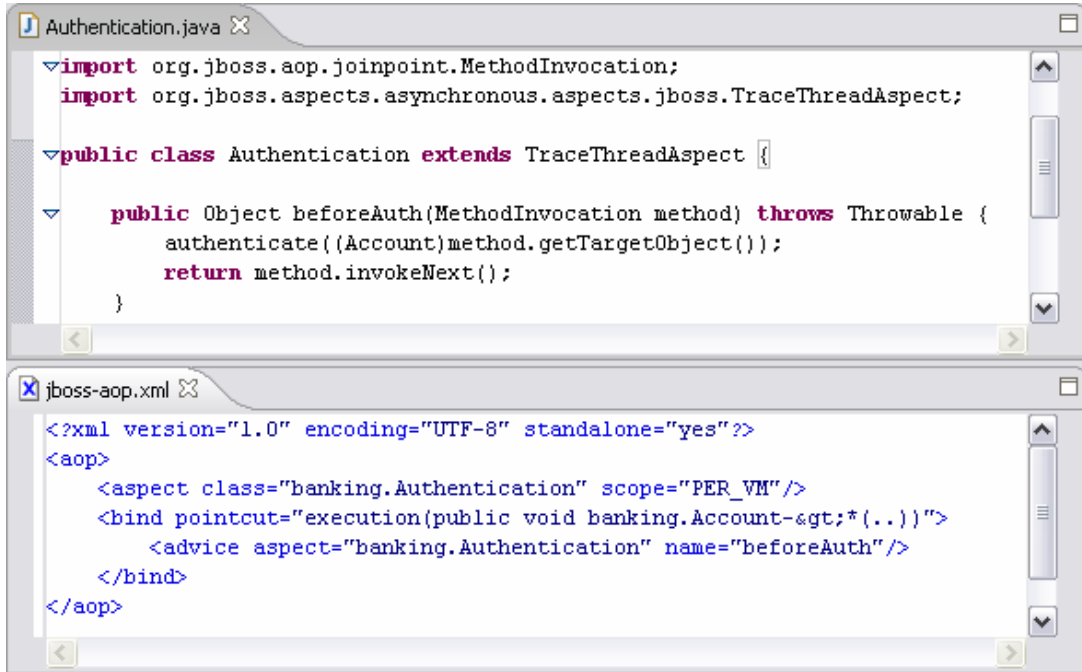 Authentication.java
import org.jboss.aop.joinpoint.MethodInvocation;
import org.jboss.aspects.asynchronous.aspects.jboss.TraceThreadAspect;
public class Authentication extends TraceThreadAspect {
public Object beforeAuth(MethodInvocation method) throws Throwable {
authenticate((Account)method.getTargetObject());
return method.invokeNext();
}
jboss-aop.xml
<?xml version="1.0" encoding="UTF-8" standalone="yes"?>
<aop>
<aspect class="banking.Authentication" scope="PER_VM"/>
<bind pointcut="execution(public void banking.Account-&gt;*(..))">
<advice aspect="banking.Authentication" name="beforeAuth"/>
</bind>
</aop>